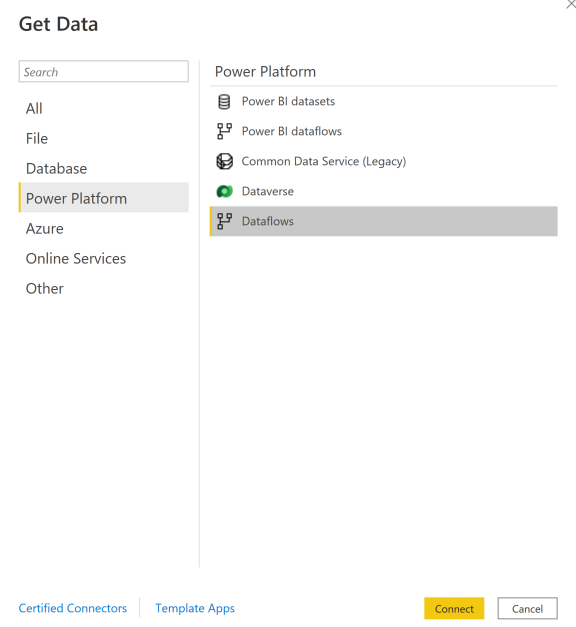 Get Data
Search
All
File
Database
Power Platform
Azure
Online Services
Other
Power Platform
Power BI datasets
Power BI dataflows
Common Data Service (Legacy)
Dataverse
Dataflows
Certified Connectors
Template Apps
Connect
Cancel